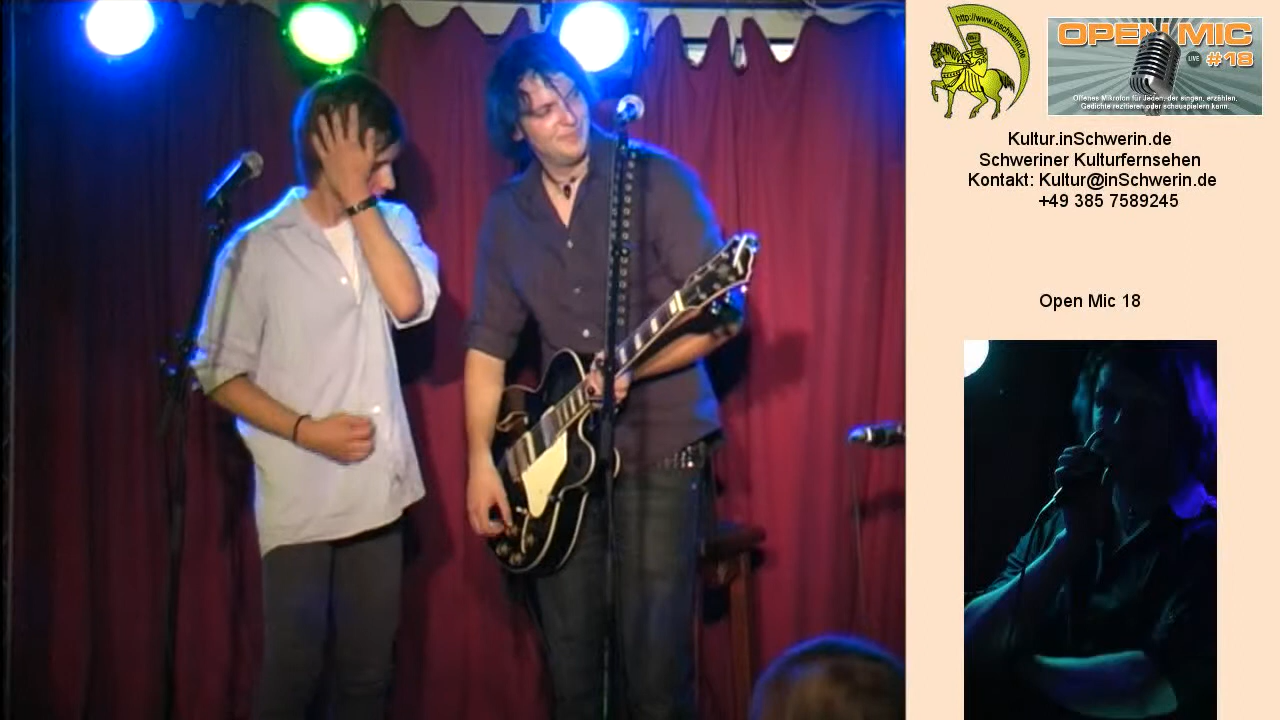 http://www.inschwerin.de
OPEN MIC
LIVE #18
Offenes Mikrofon für Jeden, der singen, erzählen,
Gedichte rezitieren oder schauspielern kann.
Kultur.inSchwerin.de
Schweriner Kulturfernsehen
Kontakt: Kultur@inSchwerin.de
+49 385 7589245
Open Mic 18